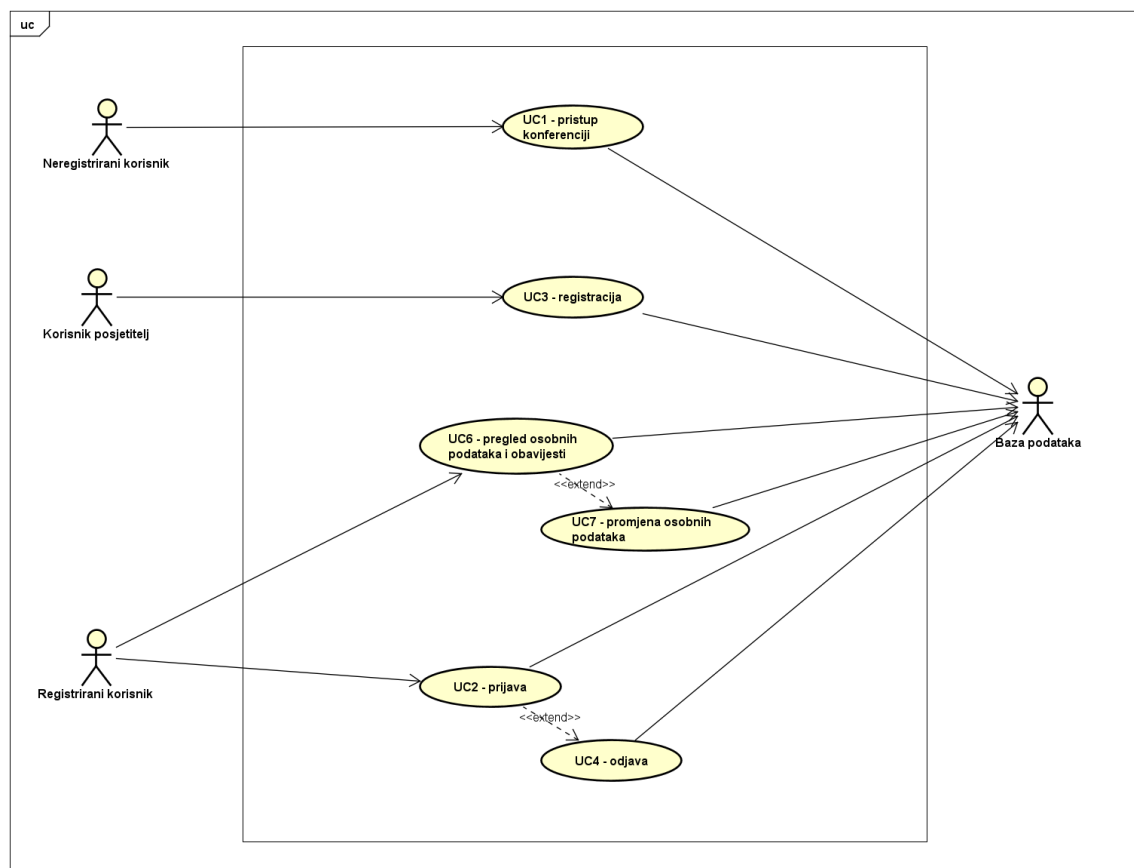 uc
UC1 - pristup
konferenciji
Neregistrirani korisnik
UC3 - registracija
Korisnik posjetitelj
UC6 - pregled osobnih
podataka i obavijesti
Baza podataka
<<extend>>
UC7 - promjena osobnih
podataka
Registrirani korisnik
UC2 - prijava
<<extend>>
UC4 - odjava